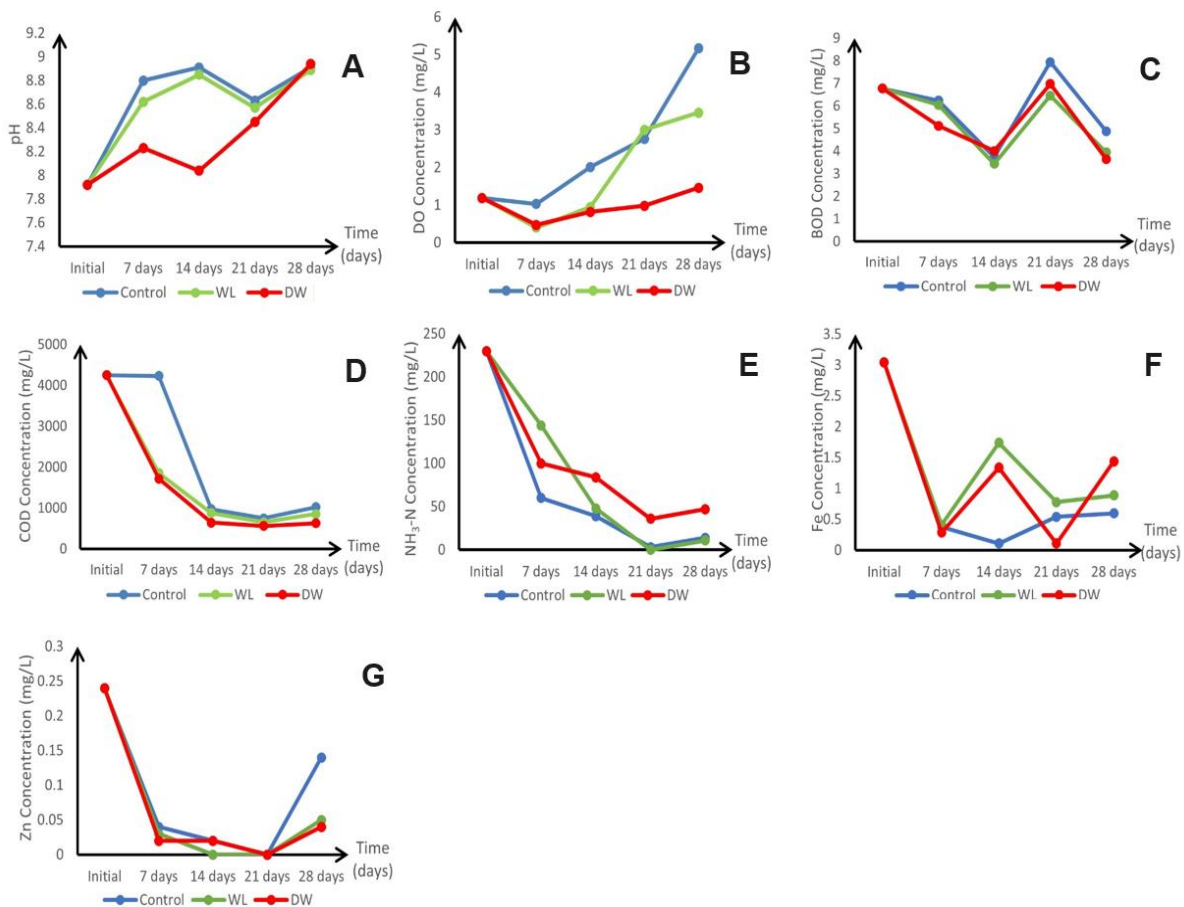 A
pH
9.2
9
8.8
8.6
8.4
8.2
8
7.8
7.6
7.4
Initial 7 days 14 days 21 days 28 days
Time
(days)
Control WL DW
B
DO Concentration (mg/L)
6
5
4
3
2
1
0
Initial 7 days 14 days 21 days 28 days
Time
(days)
Control WL DW
C
BOD Concentration (mg/L)
9
8
7
6
5
4
3
2
1
0
Initial 7 days 14 days 21 days 28 days
Time
(days)
Control WL DW
D
COD Concentration (mg/L)
5000
4000
3000
2000
1000
0
Initial 7 days 14 days 21 days 28 days
Time
(days)
Control WL DW
E
NH₃-N Concentration (mg/L)
250
200
150
100
50
0
Initial 7 days 14 days 21 days 28 days
Time
(days)
Control WL DW
F
Fe Concentration (mg/L)
3.5
3
2.5
2
1.5
1
0.5
0
Initial 7 days 14 days 21 days 28 days
Time
(days)
Control WL DW
G
Zn Concentration (mg/L)
0.3
0.25
0.2
0.15
0.1
0.05
0
Initial 7 days 14 days 21 days 28 days
Time
(days)
Control WL DW